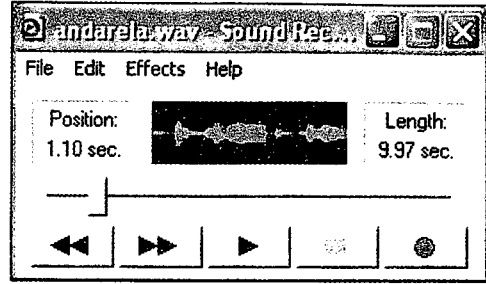 andarela.wav - Sound Rec...
File Edit Effects Help
Position:
1.10 sec.
Length:
9.97 sec.